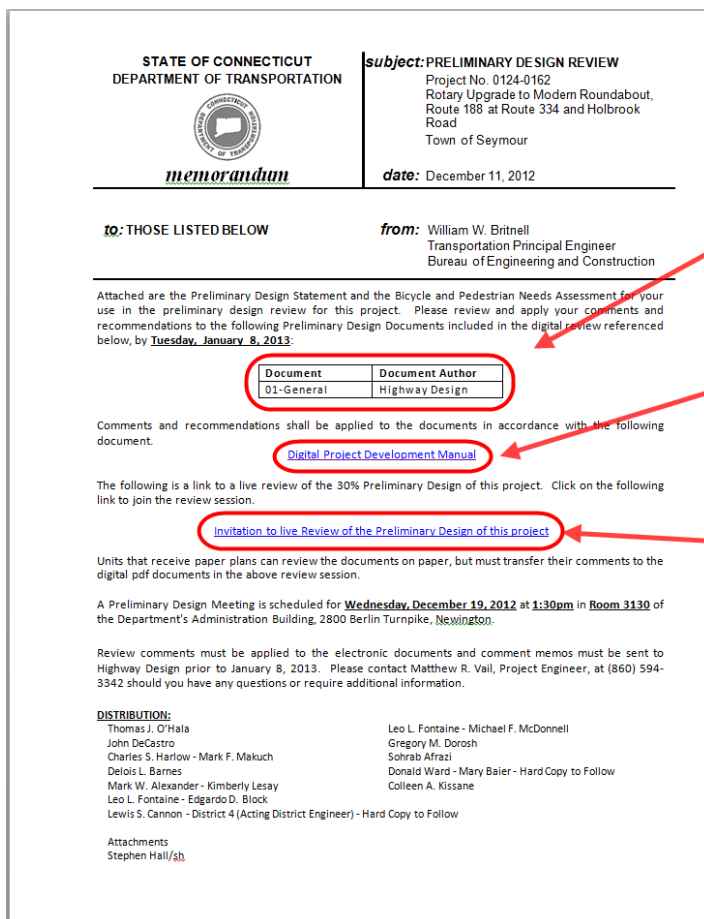 STATE OF CONNECTICUT
DEPARTMENT OF TRANSPORTATION
CONNECTICUT
DEPARTMENT OF TRANSPORTATION
memorandum
subject: PRELIMINARY DESIGN REVIEW
Project No. 0124-0162
Rotary Upgrade to Modern Roundabout,
Route 188 at Route 334 and Holbrook
Road
Town of Seymour
date: December 11, 2012
to: THOSE LISTED BELOW
from: William W. Britnell
Transportation Principal Engineer
Bureau of Engineering and Construction
Attached are the Preliminary Design Statement and the Bicycle and Pedestrian Needs Assessment for your
use in the preliminary design review for this project. Please review and apply your comments and
recommendations to the following Preliminary Design Documents included in the digital review referenced
below, by Tuesday, January 8, 2013:
Document Document Author
01-General Highway Design
Comments and recommendations shall be applied to the documents in accordance with the following
document.
Digital Project Development Manual
The following is a link to a live review of the 30% Preliminary Design of this project. Click on the following
link to join the review session.
Invitation to live Review of the Preliminary Design of this project
Units that receive paper plans can review the documents on paper, but must transfer their comments to the
digital pdf documents in the above review session.
A Preliminary Design Meeting is scheduled for Wednesday, December 19, 2012 at 1:30pm in Room 3130 of
the Department's Administration Building, 2800 Berlin Turnpike, Newington.
Review comments must be applied to the electronic documents and comment memos must be sent to
Highway Design prior to January 8, 2013. Please contact Matthew R. Vail, Project Engineer, at (860) 594-
3342 should you have any questions or require additional information.
DISTRIBUTION:
Thomas J. O'Hala
John DeCastro
Charles S. Harlow - Mark F. Makuch
Delois L. Barnes
Mark W. Alexander - Kimberly Lesay
Leo L. Fontaine - Edgardo D. Block
Leo L. Fontaine - Michael F. McDonnell
Gregory M. Dorosh
Sohrab Afrazi
Donald Ward - Mary Baier - Hard Copy to Follow
Colleen A. Kissane
Lewis S. Cannon - District 4 (Acting District Engineer) - Hard Copy to Follow
Attachments
Stephen Hall/sh